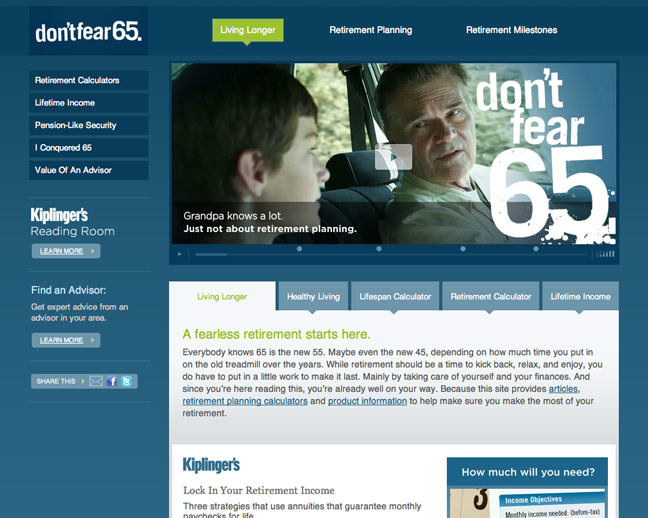 don'tfear65.
Living Longer
Retirement Planning
Retirement Milestones
Retirement Calculators
Lifetime Income
Pension-Like Security
I Conquered 65
Value Of An Advisor
Kiplinger's
Reading Room
LEARN MORE
Find an Advisor:
Get expert advice from an
advisor in your area.
LEARN MORE
SHARE THIS
don't
fear
65.
Grandpa knows a lot.
Just not about retirement planning.
Living Longer
Healthy Living
Lifespan Calculator
Retirement Calculator
Lifetime Income
A fearless retirement starts here.
Everybody knows 65 is the new 55. Maybe even the new 45, depending on how much time you put in
on the old treadmill over the years. While retirement should be a time to kick back, relax, and enjoy, you
do have to put in a little work to make it last. Mainly by taking care of yourself and your finances. And
since you're here reading this, you're already well on your way. Because this site provides articles,
retirement planning calculators and product information to help make sure you make the most of your
retirement.
Kiplinger's
Lock In Your Retirement Income
Three strategies that use annuities that guarantee monthly
paychecks for life.
How much will you need?
3
Income Objectives
Monthly income needed: (before-tax)